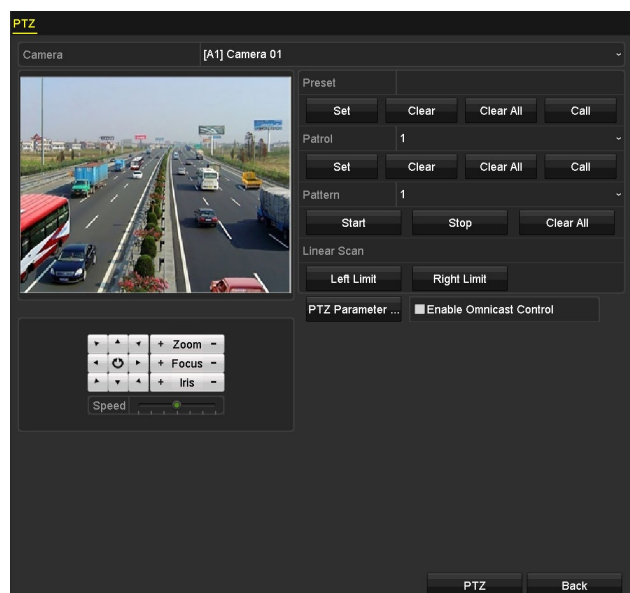 PTZ
Camera [A1] Camera 01
Preset
Set Clear Clear All Call
Patrol 1
Set Clear Clear All Call
Pattern 1
Start Stop Clear All
Linear Scan
Left Limit Right Limit
PTZ Parameter ... Enable Omnicast Control
+ Zoom -
+ Focus -
+ Iris -
Speed
PTZ Back